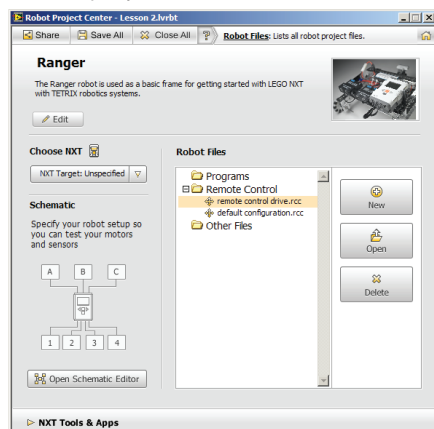 Robot Project Center - Lesson 2.lvrbt
Share Save All Close All ? Robot Files: Lists all robot project files.
Ranger
The Ranger robot is used as a basic frame for getting started with LEGO NXT
with TETRIX robotics systems.
Edit
Choose NXT
NXT Target: Unspecified
Schematic
Specify your robot setup so
you can test your motors
and sensors
A B C
1 2 3 4
Open Schematic Editor
Robot Files
Programs
Remote Control
remote control drive.rcc
default configuration.rcc
Other Files
New
Open
Delete
NXT Tools & Apps